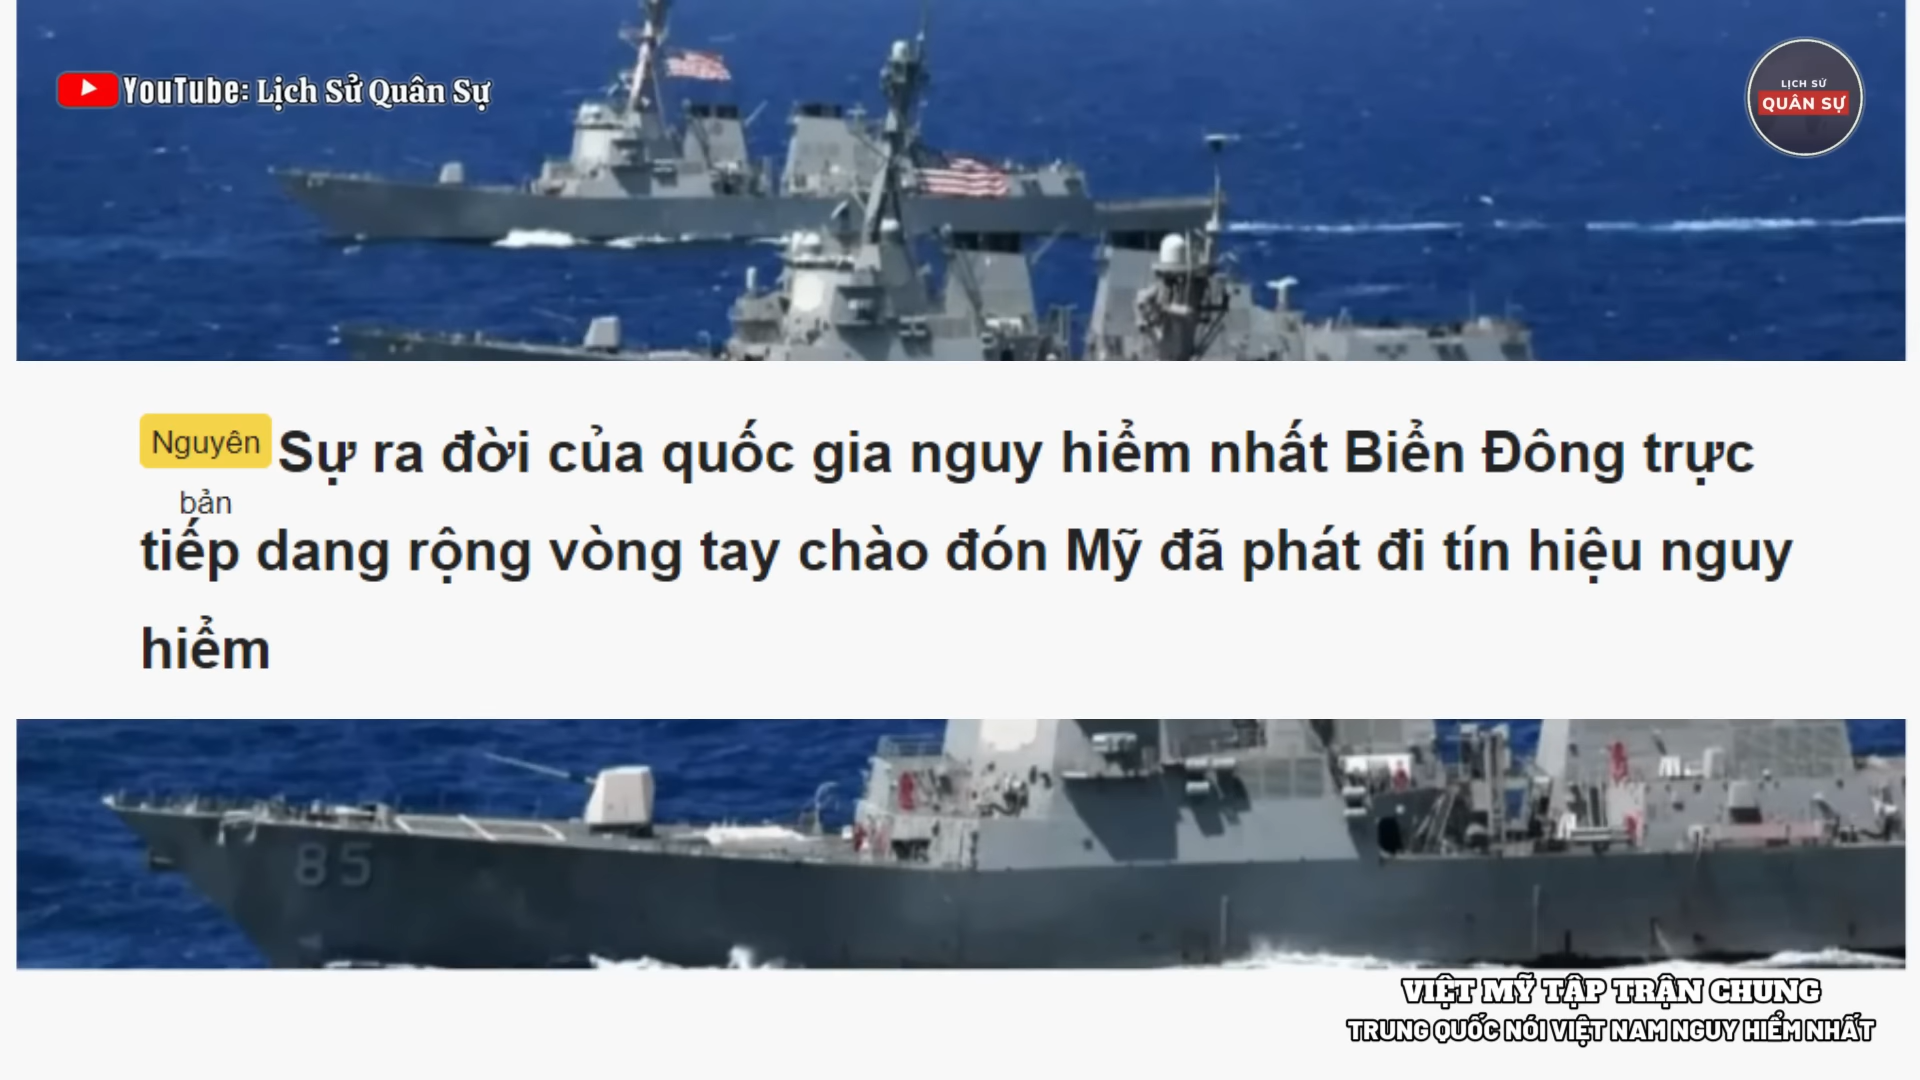 YouTube: Lịch Sử Quân Sự
LỊCH SỬ
QUÂN SỰ
Nguyên
bản
Sự ra đời của quốc gia nguy hiểm nhất Biển Đông trực
tiếp dang rộng vòng tay chào đón Mỹ đã phát đi tín hiệu nguy
hiểm
85
VIỆT MỸ TẬP TRẬN CHUNG
TRUNG QUỐC NÓI VIỆT NAM NGUY HIỂM NHẤT